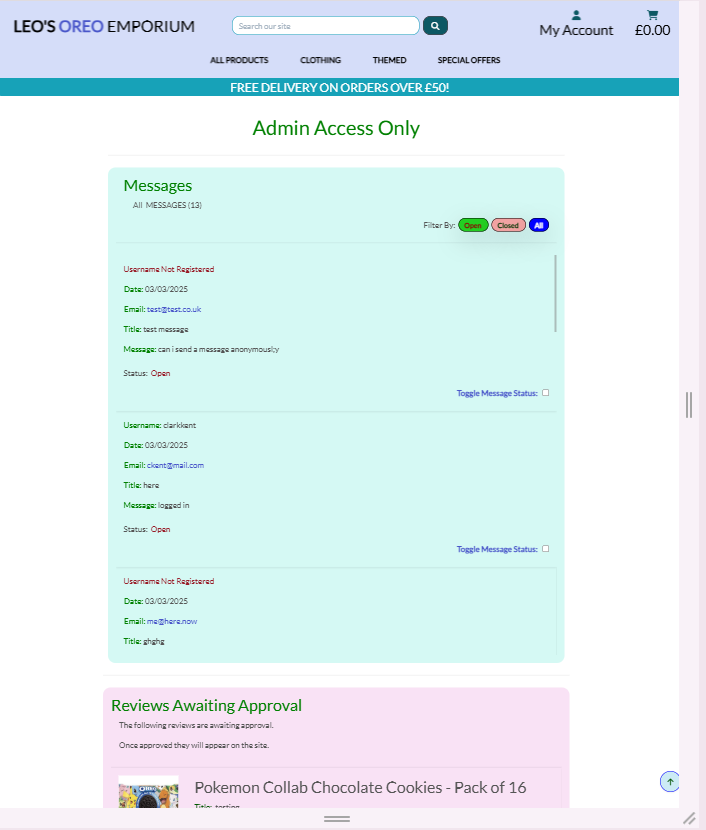 LEO'S OREO EMPORIUM
Search our site
My Account
£0.00
ALL PRODUCTS CLOTHING THEMED SPECIAL OFFERS
FREE DELIVERY ON ORDERS OVER £50!
Admin Access Only
Messages
All MESSAGES (13)
Filter By: Open Closed All
Username Not Registered
Date: 03/03/2025
Email: test@test.co.uk
Title: test message
Message: can i send a message anonymousl;y
Status: Open
Toggle Message Status:
Username: clarkkent
Date: 03/03/2025
Email: ckent@mail.com
Title: here
Message: logged in
Status: Open
Toggle Message Status:
Username Not Registered
Date: 03/03/2025
Email: me@here.now
Title: ghghg
Reviews Awaiting Approval
The following reviews are awaiting approval.
Once approved they will appear on the site.
OREO
Pokemon Collab Chocolate Cookies - Pack of 16
Title: testing